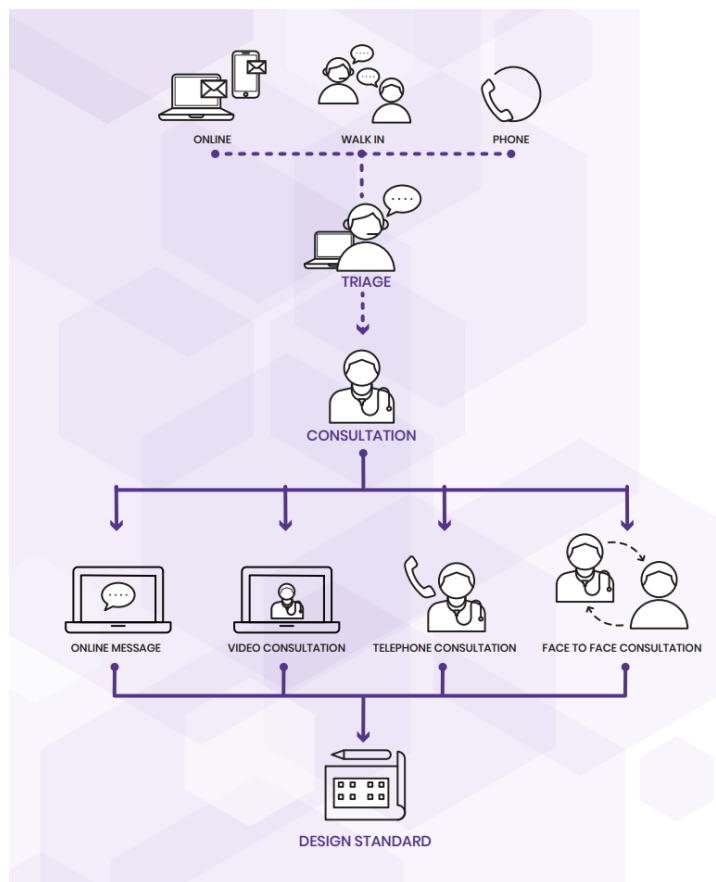 ONLINE
WALK IN
PHONE
TRIAGE
CONSULTATION
ONLINE MESSAGE
VIDEO CONSULTATION
TELEPHONE CONSULTATION
FACE TO FACE CONSULTATION
DESIGN STANDARD